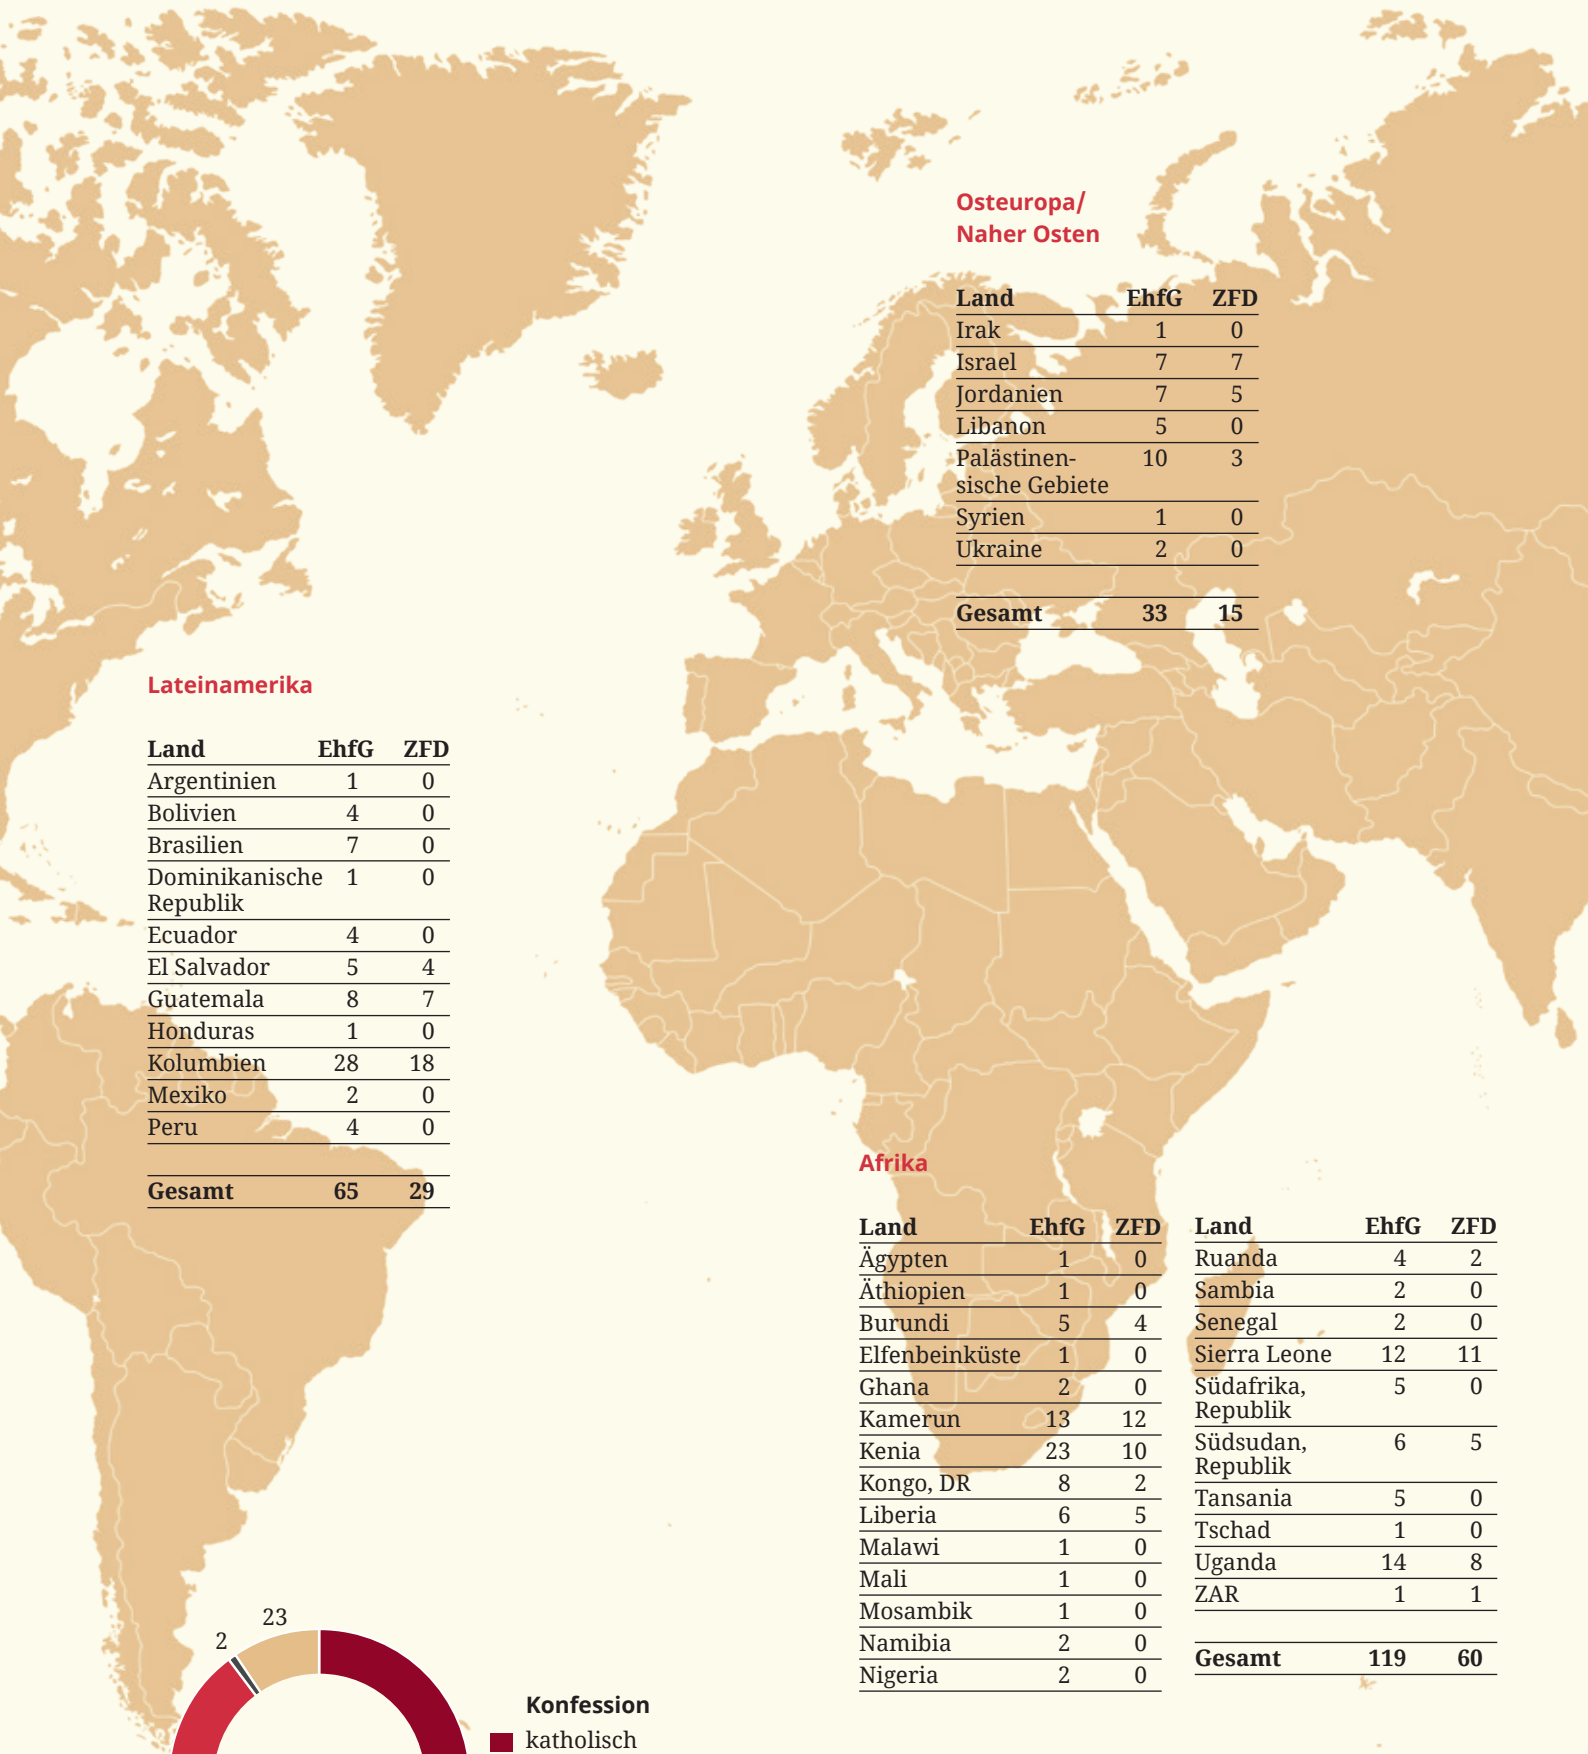 Osteuropa/
Naher Osten
Land EhfG ZFD
Irak 1 0
Israel 7 7
Jordanien 7 5
Libanon 5 0
Palästinen- 10 3
sische Gebiete
Syrien 1 0
Ukraine 2 0
Gesamt 33 15
Lateinamerika
Land EhfG ZFD
Argentinien 1 0
Bolivien 4 0
Brasilien 7 0
Dominikanische 1 0
Republik
Ecuador 4 0
El Salvador 5 4
Guatemala 8 7
Honduras 1 0
Kolumbien 28 18
Mexiko 2 0
Peru 4 0
Gesamt 65 29
Afrika
Land EhfG ZFD
Ägypten 1 0
Äthiopien 1 0
Burundi 5 4
Elfenbeinküste 1 0
Ghana 2 0
Kamerun 13 12
Kenia 23 10
Kongo, DR 8 2
Liberia 6 5
Malawi 1 0
Mali 1 0
Mosambik 1 0
Namibia 2 0
Nigeria 2 0
Land EhfG ZFD
Ruanda 4 2
Sambia 2 0
Senegal 2 0
Sierra Leone 12 11
Südafrika, 5 0
Republik
Südsudan, 6 5
Republik
Tansania 5 0
Tschad 1 0
Uganda 14 8
ZAR 1 1
Gesamt 119 60
23
2
Konfession
katholisch